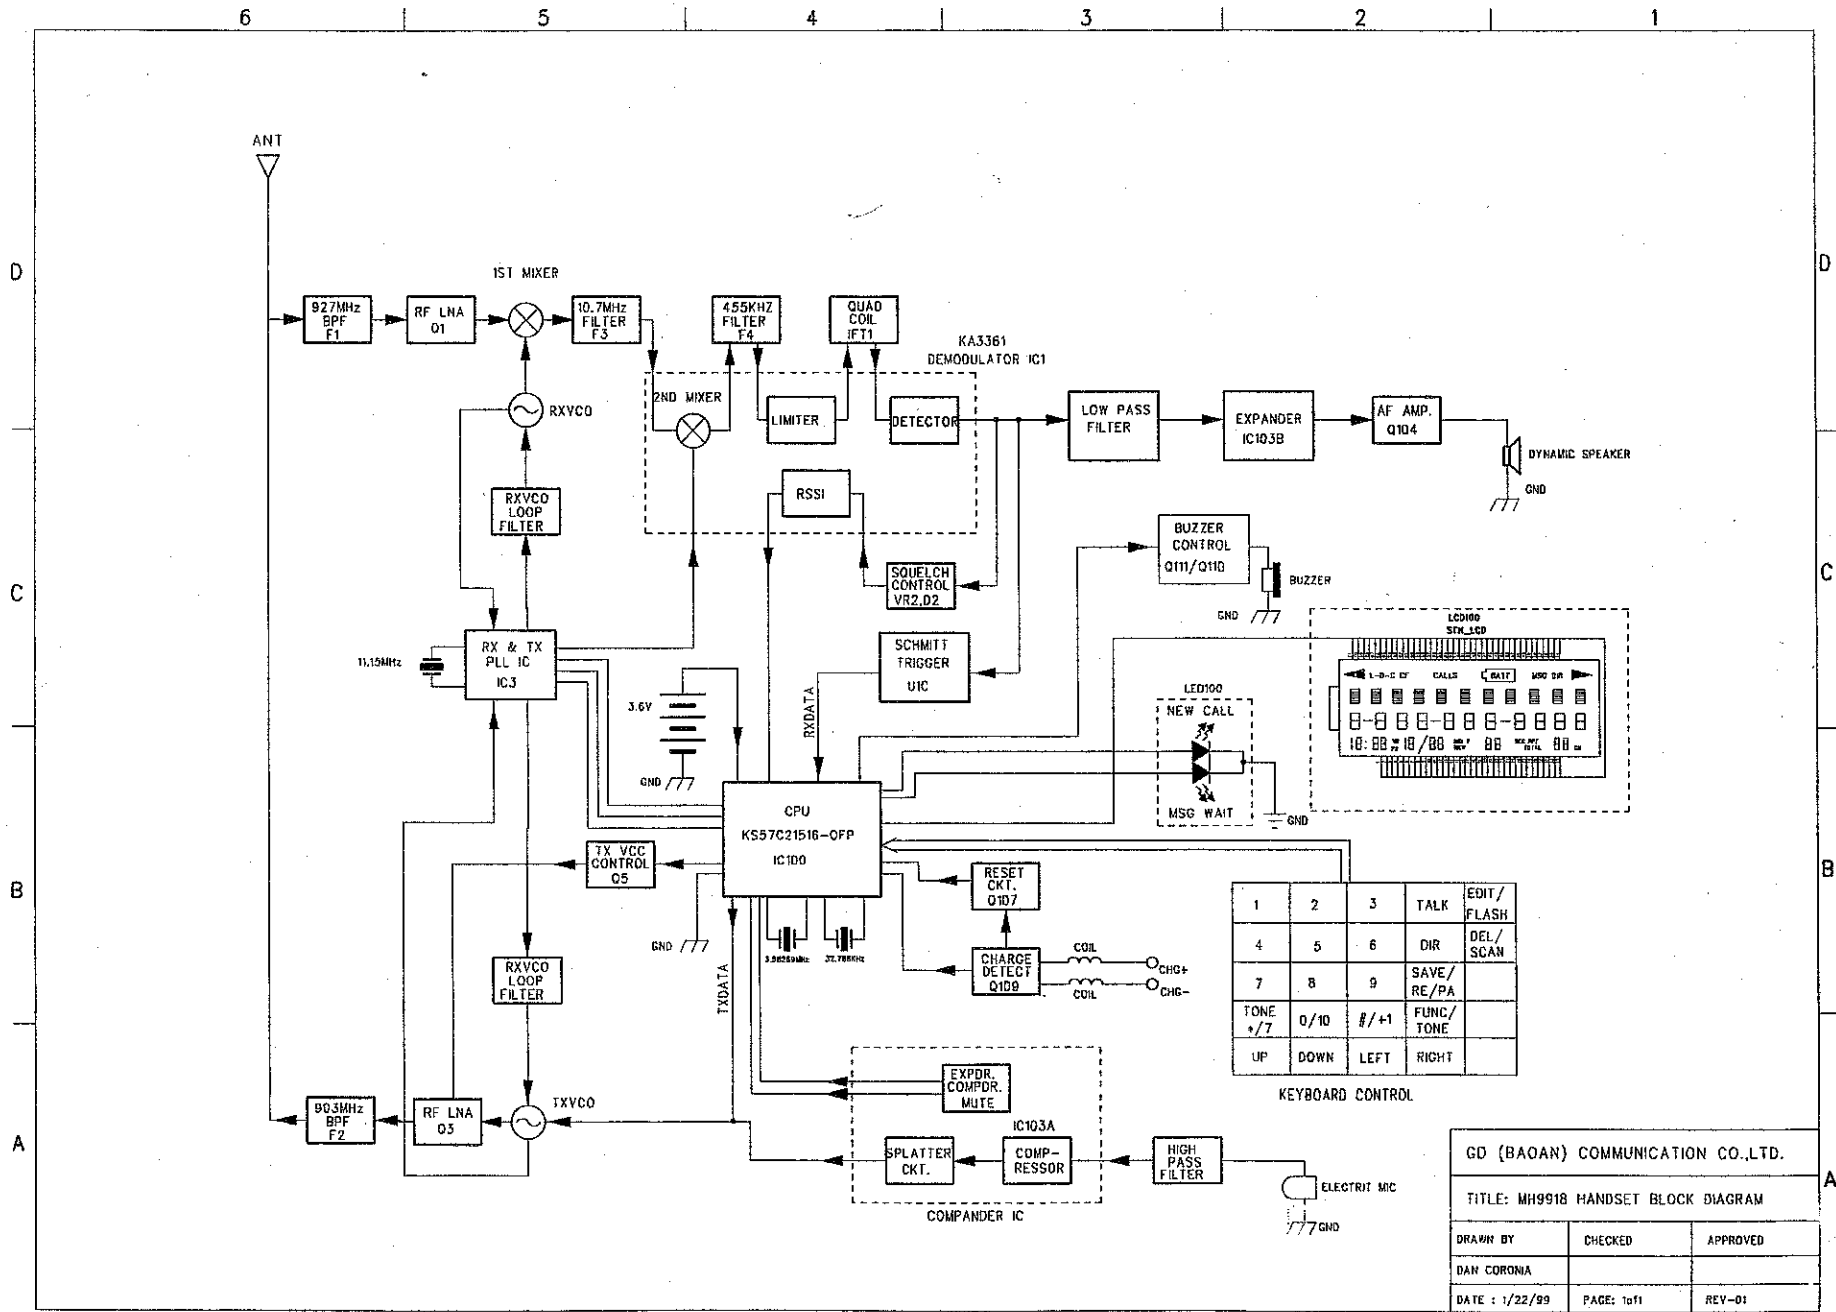 6 5 4 3 2 1
ANT
D
D
1ST MIXER
927MHz
BPF
F1
RF LNA
Q1
10.7MHz
FILTER
F3
455KHZ
FILTER
F4
QUAD
COIL
IFT1
KA3361
DEMODULATOR IC1
RXVCO
2ND MIXER
LIMITER
DETECTOR
LOW PASS
FILTER
EXPANDER
IC103B
AF AMP.
Q104
DYNAMIC SPEAKER
GND
RXVCO
LOOP
FILTER
RSSI
BUZZER
CONTROL
Q111/Q110
BUZZER
GND
C
C
SQUELCH
CONTROL
VR2,D2
11.15MHz
RX & TX
PLL IC
IC3
SCHMITT
TRIGGER
U1C
RXDATA
3.6V
GND
LED100
NEW CALL
MSG WAIT
GND
LCD100
STN_LCD
L-D-C CF CALLS BATT MSG DIR
CPU
KS57C21516-QFP
IC100
TX VCC
CONTROL
Q5
GND
32.768KHz
TXDATA
B
B
RESET
CKT.
Q107
CHARGE
DETECT
Q109
COIL
CHG+
COIL
CHG-
1 2 3 TALK EDIT/
FLASH
4 5 6 DIR DEL/
SCAN
7 8 9 SAVE/
RE/PA
TONE
*/7 0/10 #/+1 FUNC/
TONE
UP DOWN LEFT RIGHT
KEYBOARD CONTROL
RXVCO
LOOP
FILTER
TXVCO
903MHz
BPF
F2
RF LNA
Q3
EXPDR.
COMPDR.
MUTE
IC103A
SPLATTER
CKT.
COMP-
RESSOR
HIGH
PASS
FILTER
ELECTRIT MIC
GND
COMPANDER IC
A
A
GD (BAOAN) COMMUNICATION CO.,LTD.
TITLE: MH9918 HANDSET BLOCK DIAGRAM
DRAWN BY CHECKED APPROVED
DAN CORONIA
DATE : 1/22/99 PAGE: 1of1 REV-01